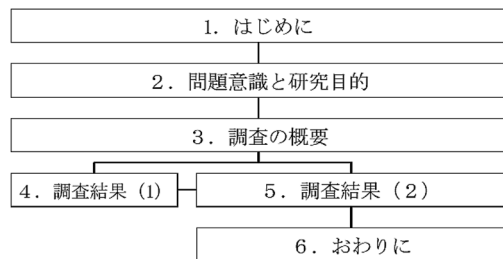 1．はじめに
２．問題意識と研究目的
３．調査の概要
４．調査結果（1）
５．調査結果（２）
６．おわりに